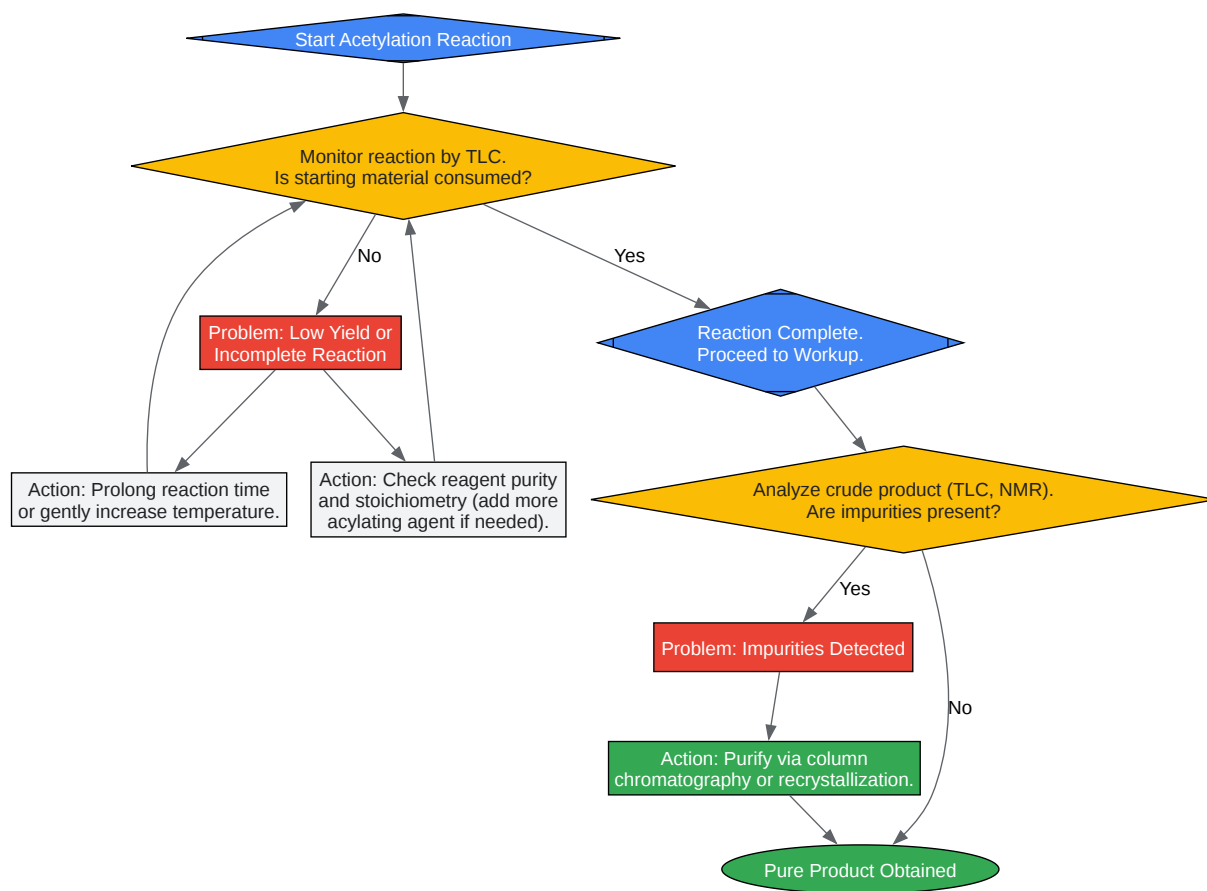 Start Acetylation Reaction
Monitor reaction by TLC.
Is starting material consumed?
No
Yes
Problem: Low Yield or
Incomplete Reaction
Reaction Complete.
Proceed to Workup.
Action: Prolong reaction time
or gently increase temperature.
Action: Check reagent purity
and stoichiometry (add more
acylating agent if needed).
Analyze crude product (TLC, NMR).
Are impurities present?
Yes
Problem: Impurities Detected
No
Action: Purify via column
chromatography or recrystallization.
Pure Product Obtained